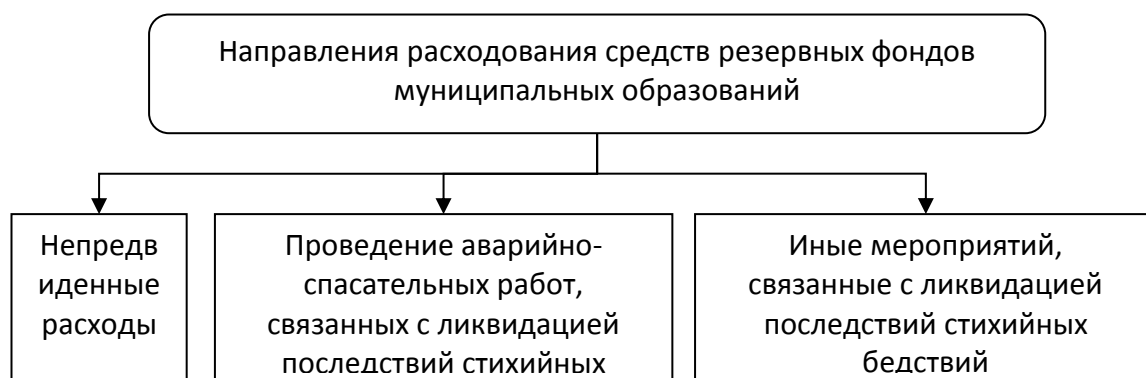 Направления расходования средств резервных фондов
муниципальных образований
Непредв
иденные
расходы
Проведение аварийно-
спасательных работ,
связанных с ликвидацией
последствий стихийных
Иные мероприятий,
связанные с ликвидацией
последствий стихийных
бедствий